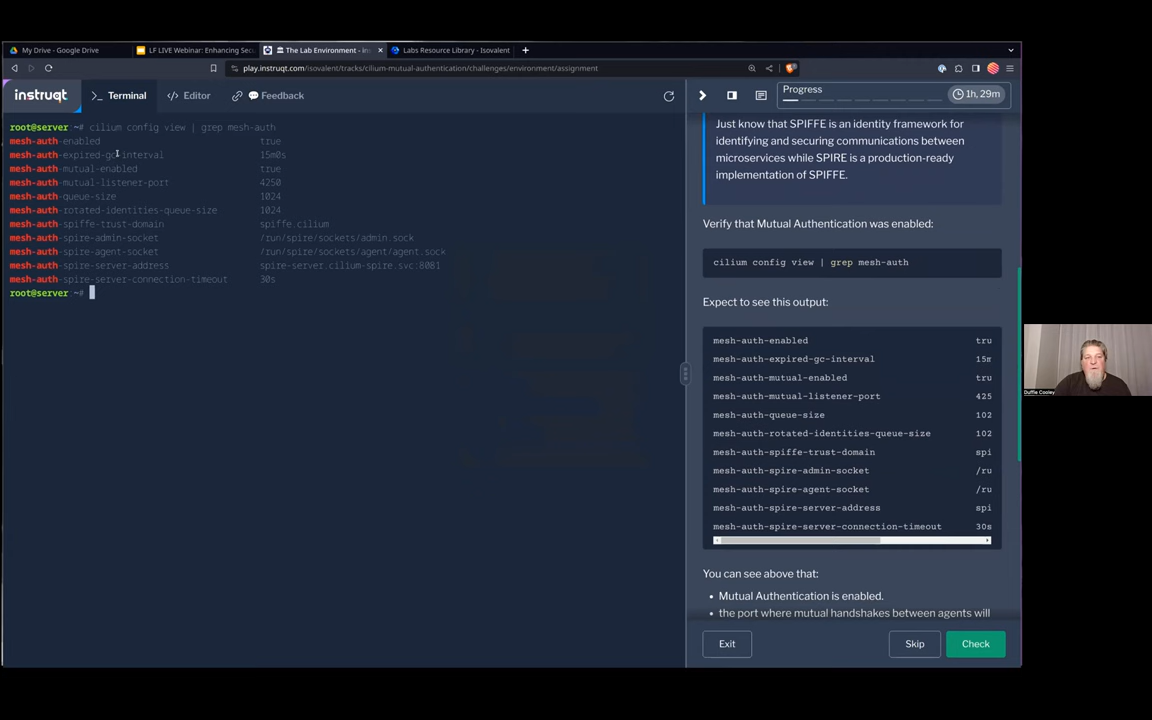 My Drive - Google Drive
LF LIVE Webinar: Enhancing Secu
The Lab Environment - ins
Labs Resource Library - Isovalent
play.instruqt.com/isovalent/tracks/cilium-mutual-authentication/challenges/environment/assignment
instruqt
>_ Terminal
</> Editor
Feedback
Progress
1h, 29m
root@server:~# cilium config view | grep mesh-auth
mesh-auth-enabled true
mesh-auth-expired-gc-interval 15m0s
mesh-auth-mutual-enabled true
mesh-auth-mutual-listener-port 4250
mesh-auth-queue-size 1024
mesh-auth-rotated-identities-queue-size 1024
mesh-auth-spiffe-trust-domain spiffe.cilium
mesh-auth-spire-admin-socket /run/spire/sockets/admin.sock
mesh-auth-spire-agent-socket /run/spire/sockets/agent/agent.sock
mesh-auth-spire-server-address spire-server.cilium-spire.svc:8081
mesh-auth-spire-server-connection-timeout 30s
root@server:~#
Just know that SPIFFE is an identity framework for
identifying and securing communications between
microservices while SPIRE is a production-ready
implementation of SPIFFE.
Verify that Mutual Authentication was enabled:
cilium config view | grep mesh-auth
Expect to see this output:
mesh-auth-enabled tru
mesh-auth-expired-gc-interval 15m
mesh-auth-mutual-enabled tru
mesh-auth-mutual-listener-port 425
mesh-auth-queue-size 102
mesh-auth-rotated-identities-queue-size 102
mesh-auth-spiffe-trust-domain spi
mesh-auth-spire-admin-socket /ru
mesh-auth-spire-agent-socket /ru
mesh-auth-spire-server-address spi
mesh-auth-spire-server-connection-timeout 30s
You can see above that:
• Mutual Authentication is enabled.
• the port where mutual handshakes between agents will
Exit
Skip
Check
Duffie Cooley